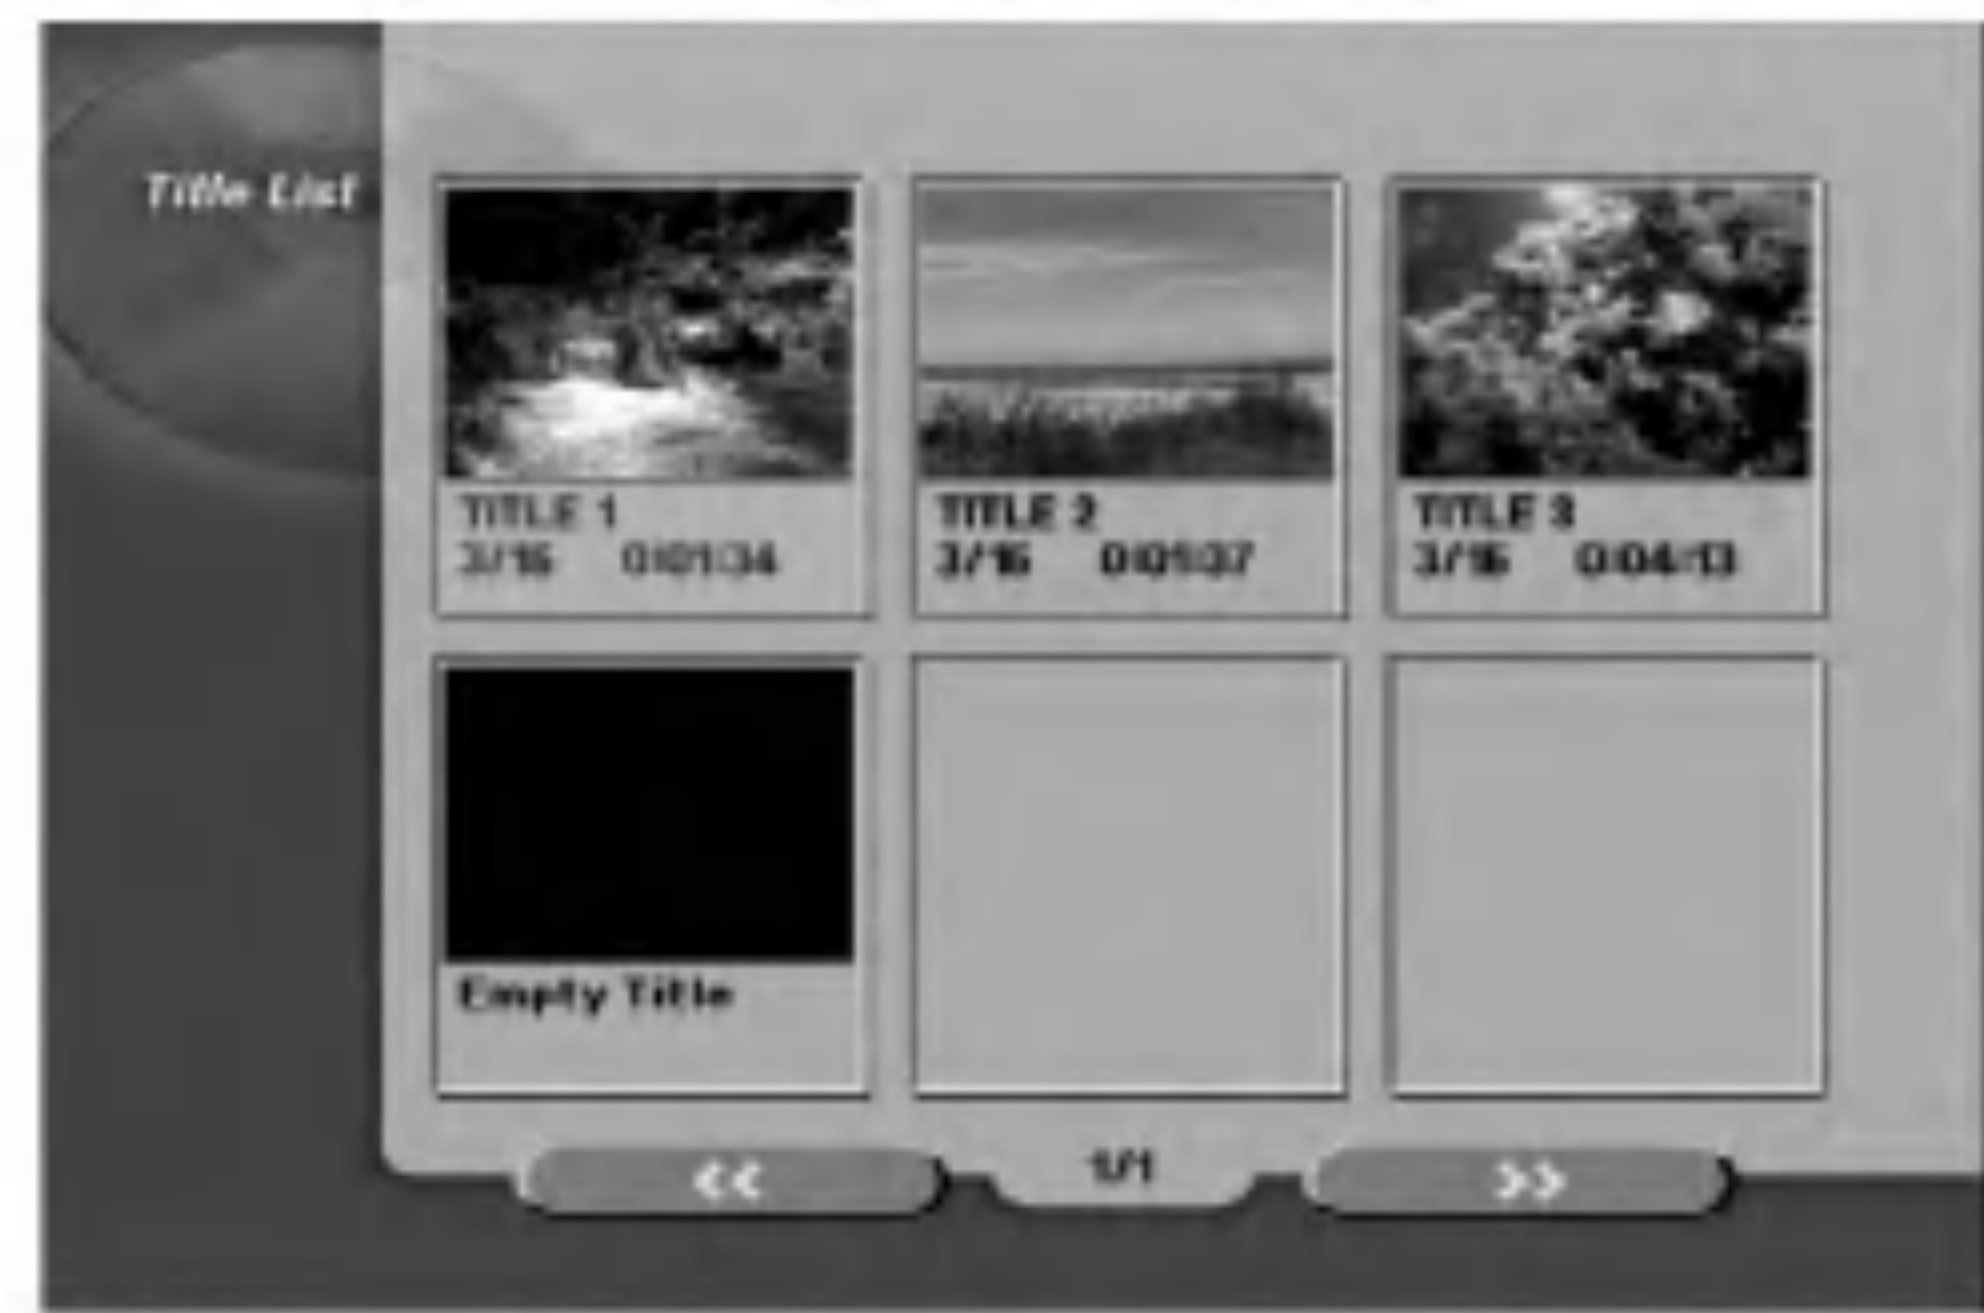 Title List
TITLE 1
3/16 0:01:34
TITLE 2
3/16 0:01:37
TITLE 3
3/16 0:04:13
Empty Title
<<
1/1
>>